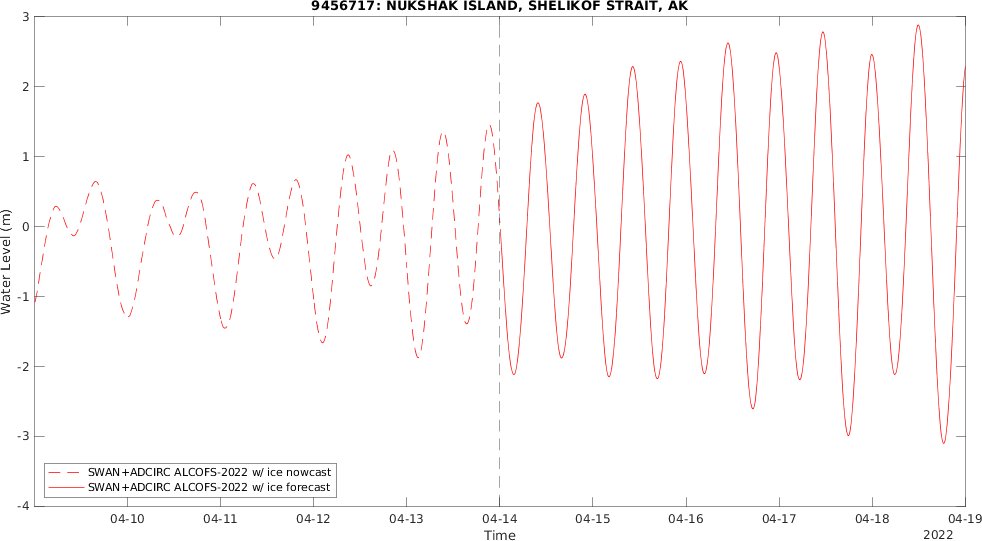 9456717: NUKSHAK ISLAND, SHELIKOF STRAIT, AK
Water Level (m)
3
2
1
0
-1
-2
-3
-4
SWAN+ADCIRC ALCOFS-2022 w/ ice nowcast
SWAN+ADCIRC ALCOFS-2022 w/ ice forecast
04-10 04-11 04-12 04-13 04-14 04-15 04-16 04-17 04-18 04-19
Time
2022